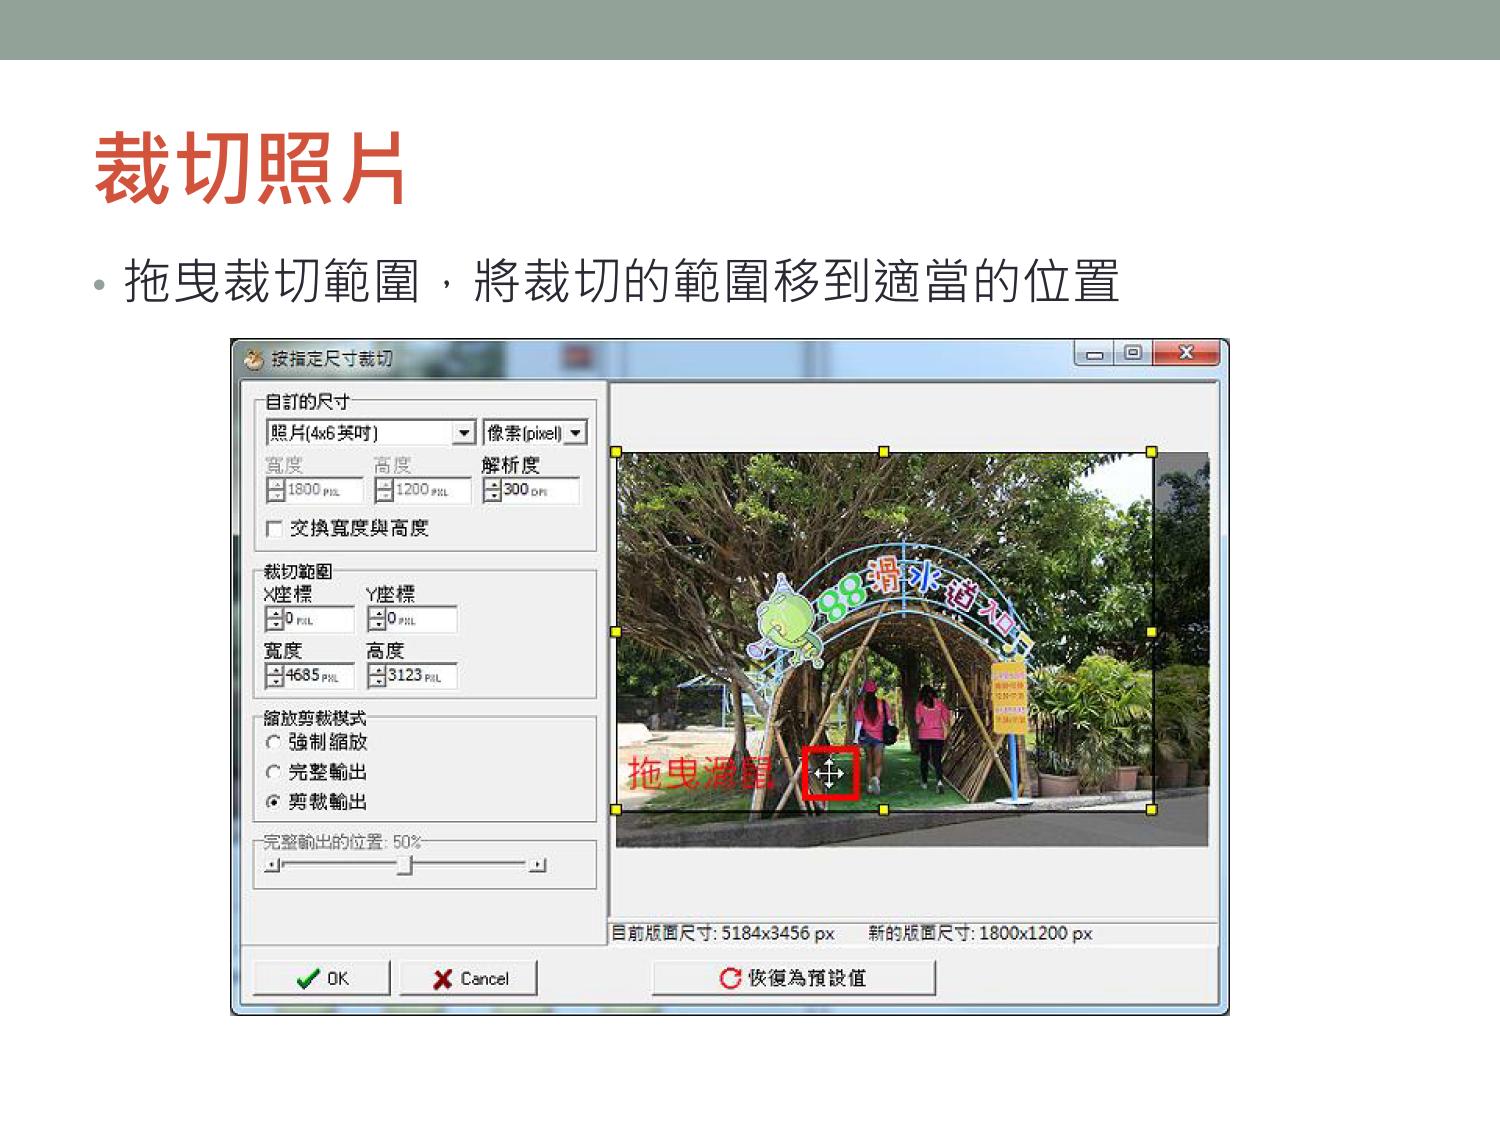 裁切照片
• 拖曳裁切範圍，將裁切的範圍移到適當的位置
按指定尺寸裁切
自訂的尺寸
照片(4x6英吋) 像素(pixel)
寬度 高度 解析度
1800 PXL 1200 PXL 300 DPI
交換寬度與高度
裁切範圍
X座標 Y座標
0 PXL 0 PXL
寬度 高度
4685 PXL 3123 PXL
縮放剪裁模式
強制縮放
完整輸出
剪裁輸出
完整輸出的位置: 50%
88滑水道入口
拖曳滑鼠
目前版面尺寸: 5184x3456 px 新的版面尺寸: 1800x1200 px
OK Cancel 恢復為預設值